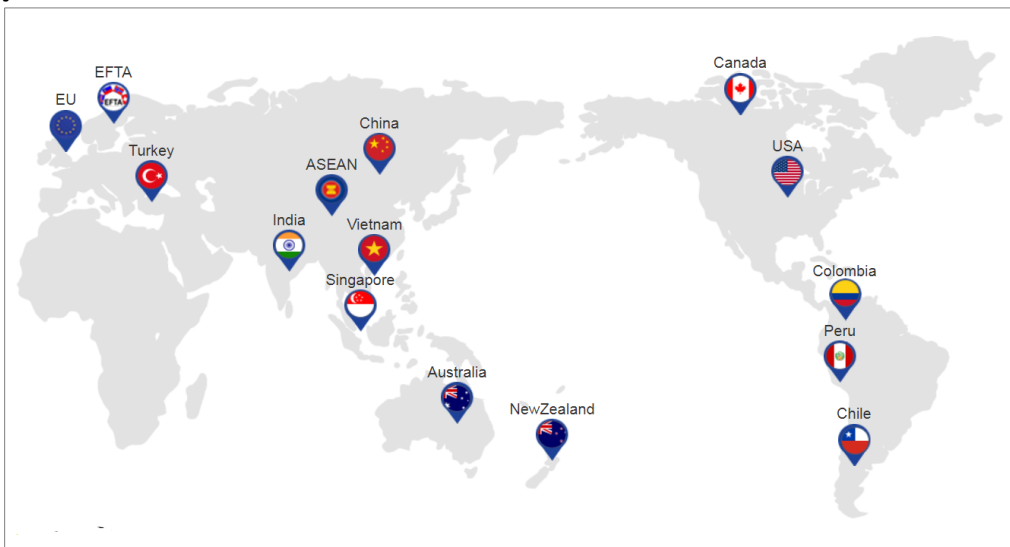 Canada
EFTA
EU
China
USA
Turkey
ASEAN
India
Vietnam
Colombia
Singapore
Peru
Australia
NewZealand
Chile
EFTA